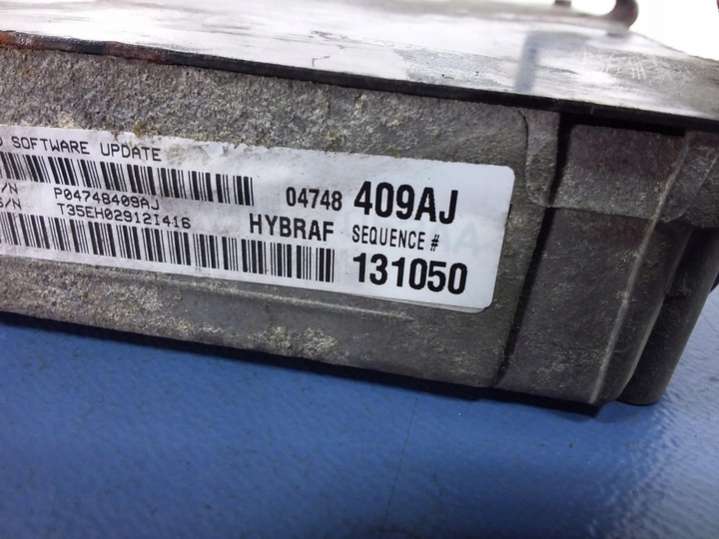 SOFTWARE UPDATE
/N P04748409AJ
S/N T35EH02912I416
04748 409AJ
HYBRAF SEQUENCE #
131050